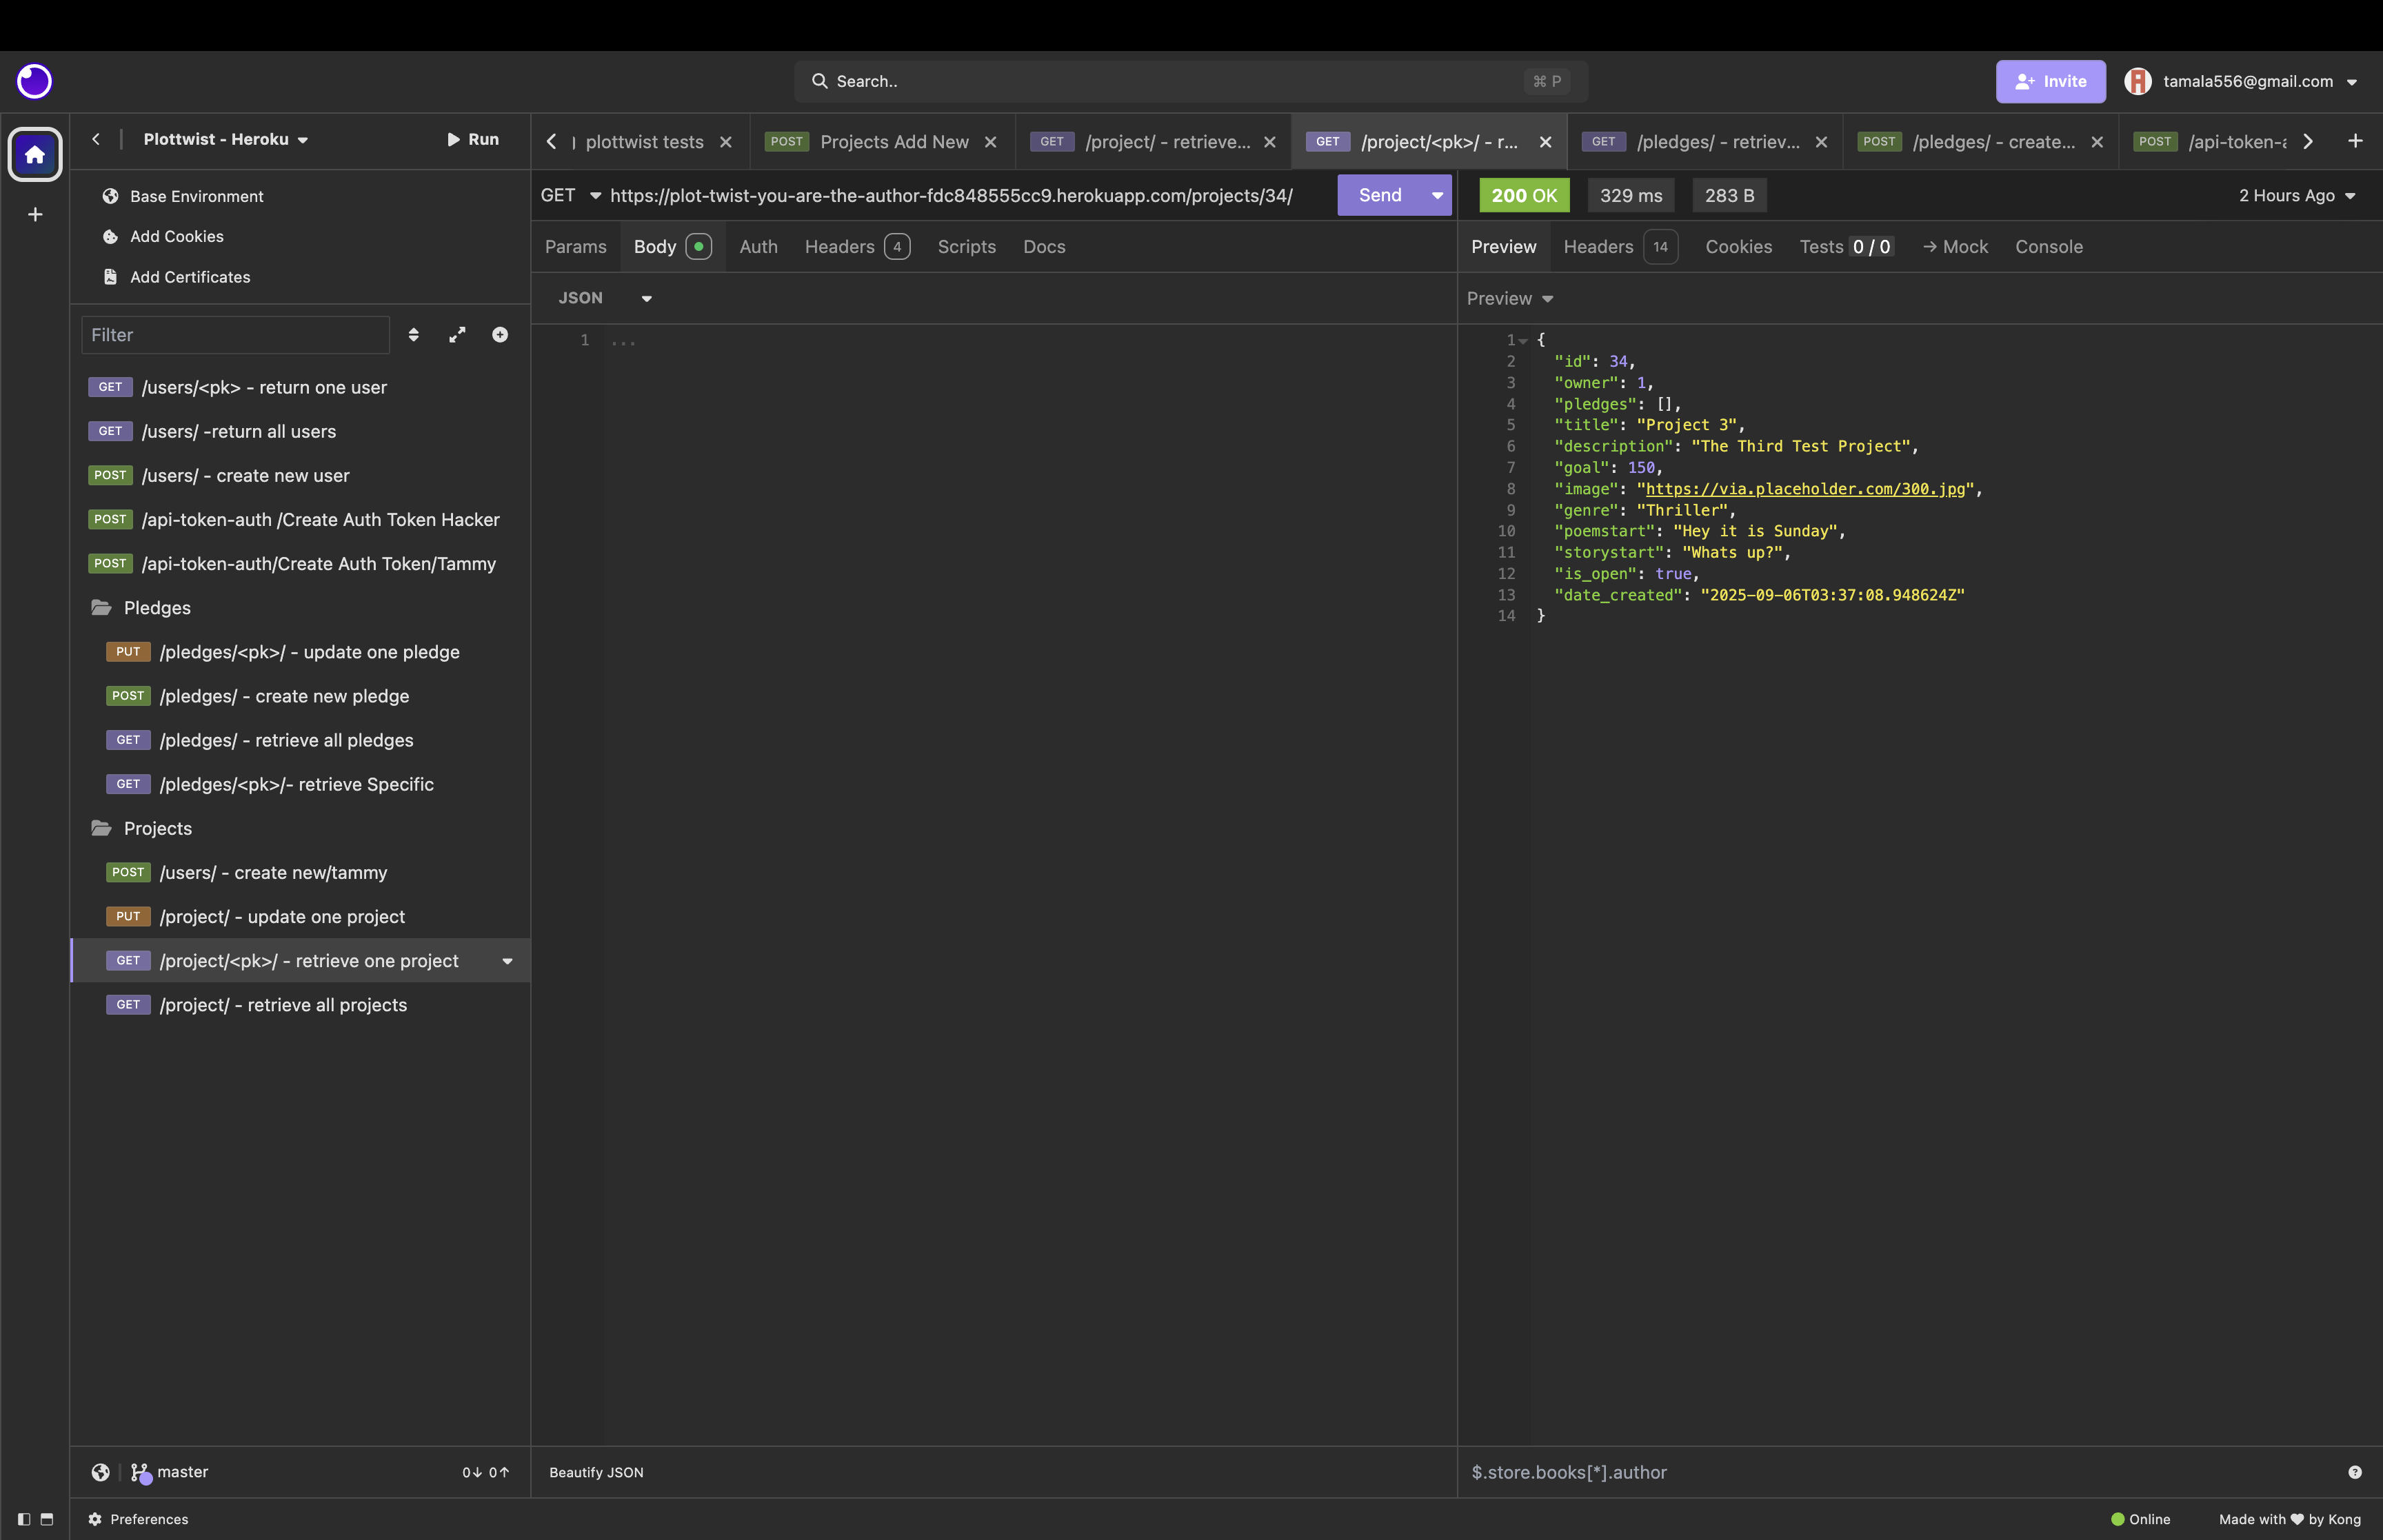 Search..
⌘ P
Invite
tamala556@gmail.com
Plottwist - Heroku
Run
Base Environment
Add Cookies
Add Certificates
Filter
GET /users/<pk> - return one user
GET /users/ -return all users
POST /users/ - create new user
POST /api-token-auth /Create Auth Token Hacker
POST /api-token-auth/Create Auth Token/Tammy
Pledges
PUT /pledges/<pk>/ - update one pledge
POST /pledges/ - create new pledge
GET /pledges/ - retrieve all pledges
GET /pledges/<pk>/- retrieve Specific
Projects
POST /users/ - create new/tammy
PUT /project/ - update one project
GET /project/<pk>/ - retrieve one project
GET /project/ - retrieve all projects
master
0↓ 0↑
Preferences
plottwist tests
POST Projects Add New
GET /project/ - retrieve...
GET /project/<pk>/ - r...
GET /pledges/ - retriev...
POST /pledges/ - create...
POST /api-token-a
GET https://plot-twist-you-are-the-author-fdc848555cc9.herokuapp.com/projects/34/
Send
Params Body Auth Headers 4 Scripts Docs
JSON
1 ...
Beautify JSON
200 OK 329 ms 283 B
2 Hours Ago
Preview Headers 14 Cookies Tests 0 / 0 → Mock Console
Preview
1 {
2 "id": 34,
3 "owner": 1,
4 "pledges": [],
5 "title": "Project 3",
6 "description": "The Third Test Project",
7 "goal": 150,
8 "image": "https://via.placeholder.com/300.jpg",
9 "genre": "Thriller",
10 "poemstart": "Hey it is Sunday",
11 "storystart": "Whats up?",
12 "is_open": true,
13 "date_created": "2025-09-06T03:37:08.948624Z"
14 }
$.store.books[*].author
Online
Made with ♥ by Kong